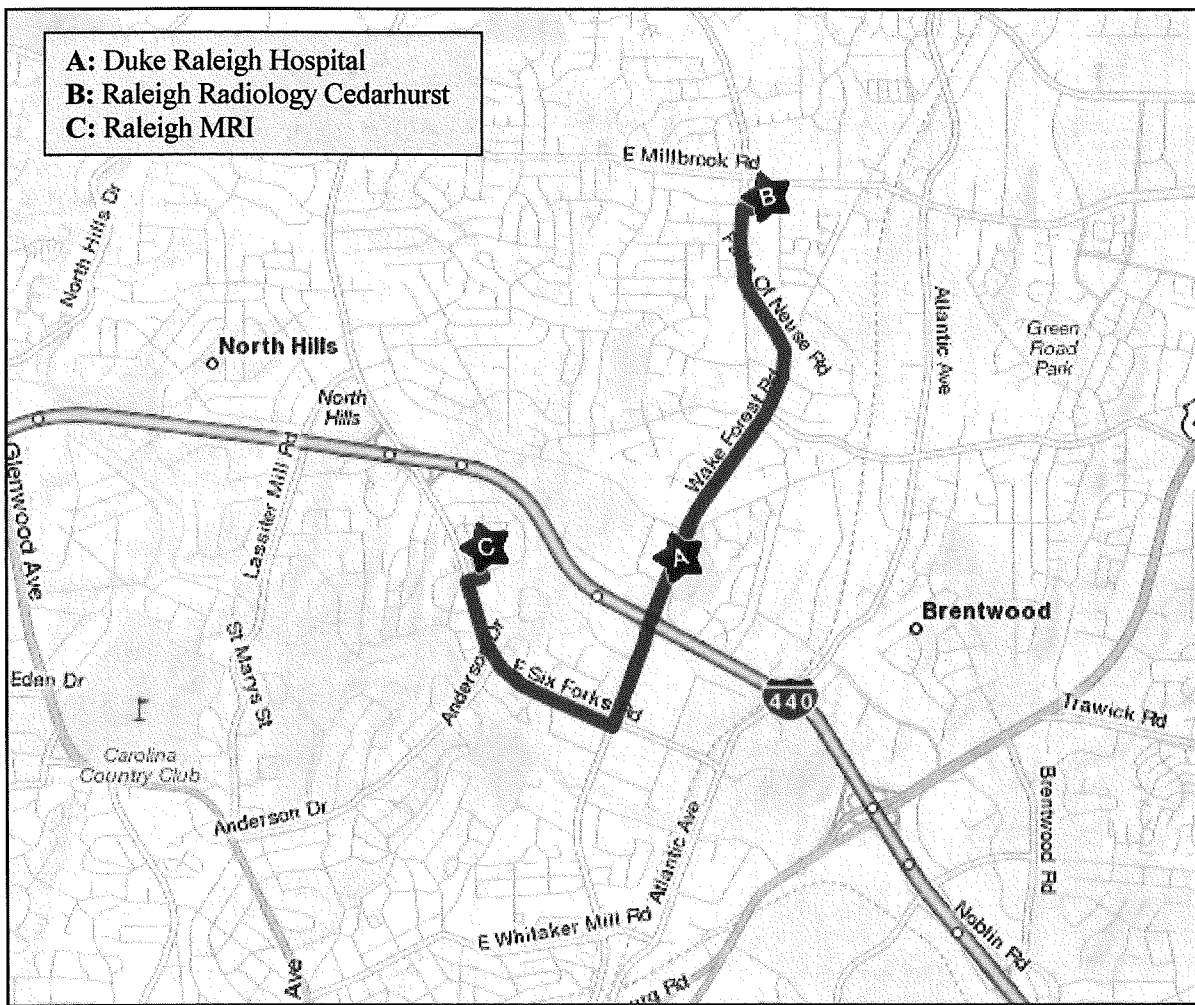 A: Duke Raleigh Hospital
B: Raleigh Radiology Cedarhurst
C: Raleigh MRI
E Millbrook Rd
B
North Hills Dr
Of Neuse Rd
Atlantic Ave
Green
Road
Park
North Hills
North
Hills
Wake Forest Rd
Glenwood Ave
Lassiter Mill Rd
C
A
Brentwood
St Marys St
Anderson Dr
E Six Forks Rd
Eden Dr
440
Trawick Rd
Carolina
Country Club
Anderson Dr
Atlantic Ave
Brentwood Rd
E Whitaker Mill Rd
Noblin Rd
Ave
Rd